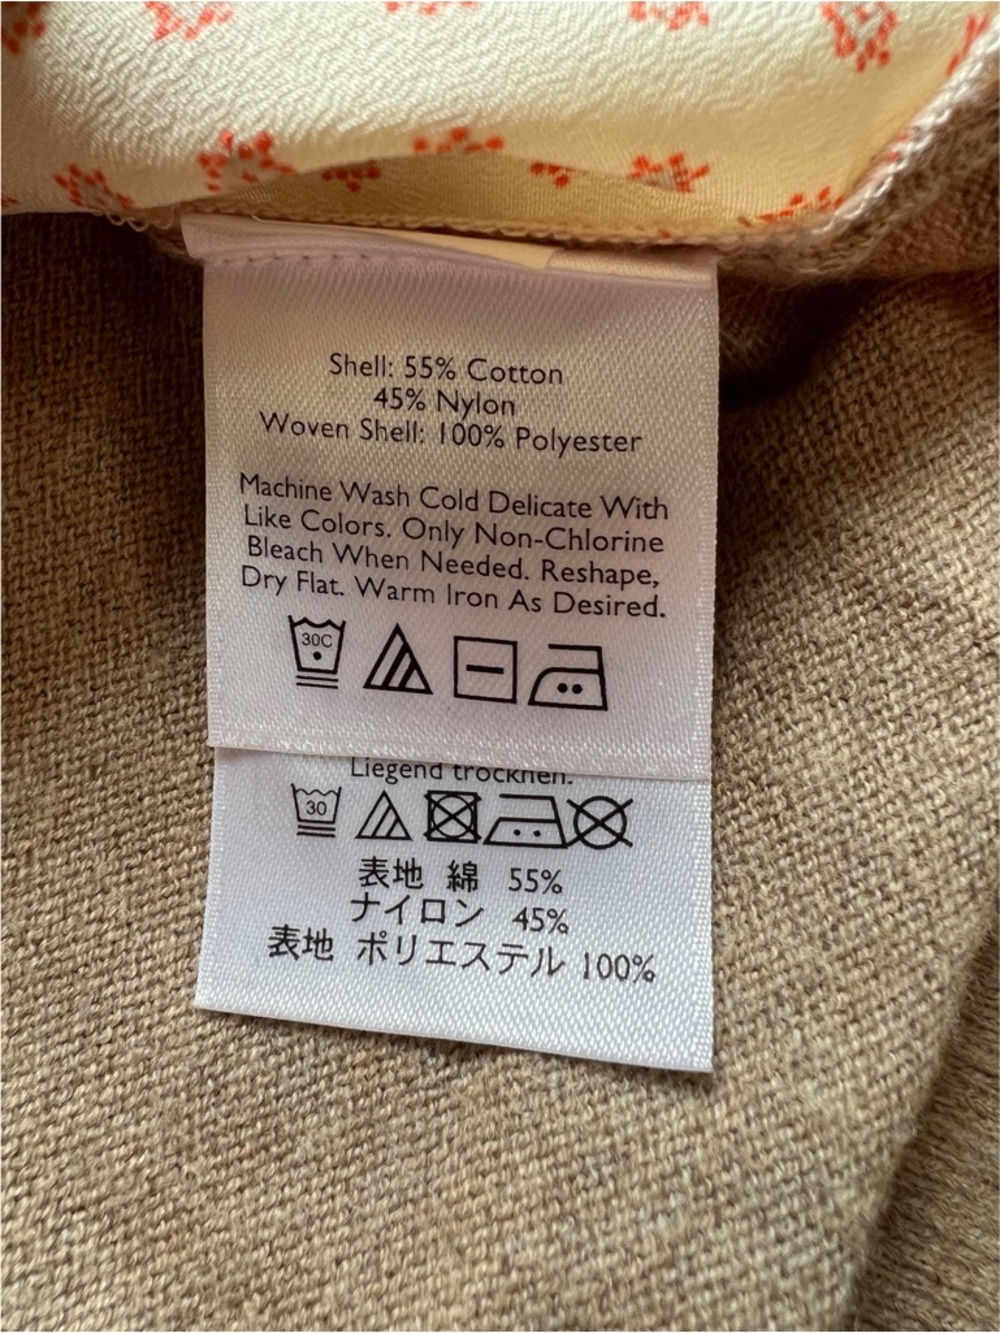 Shell: 55% Cotton
45% Nylon
Woven Shell: 100% Polyester
Machine Wash Cold Delicate With
Like Colors. Only Non-Chlorine
Bleach When Needed. Reshape,
Dry Flat. Warm Iron As Desired.
30C
Liegend trocknen.
30
表地 綿 55%
ナイロン 45%
表地 ポリエステル 100%